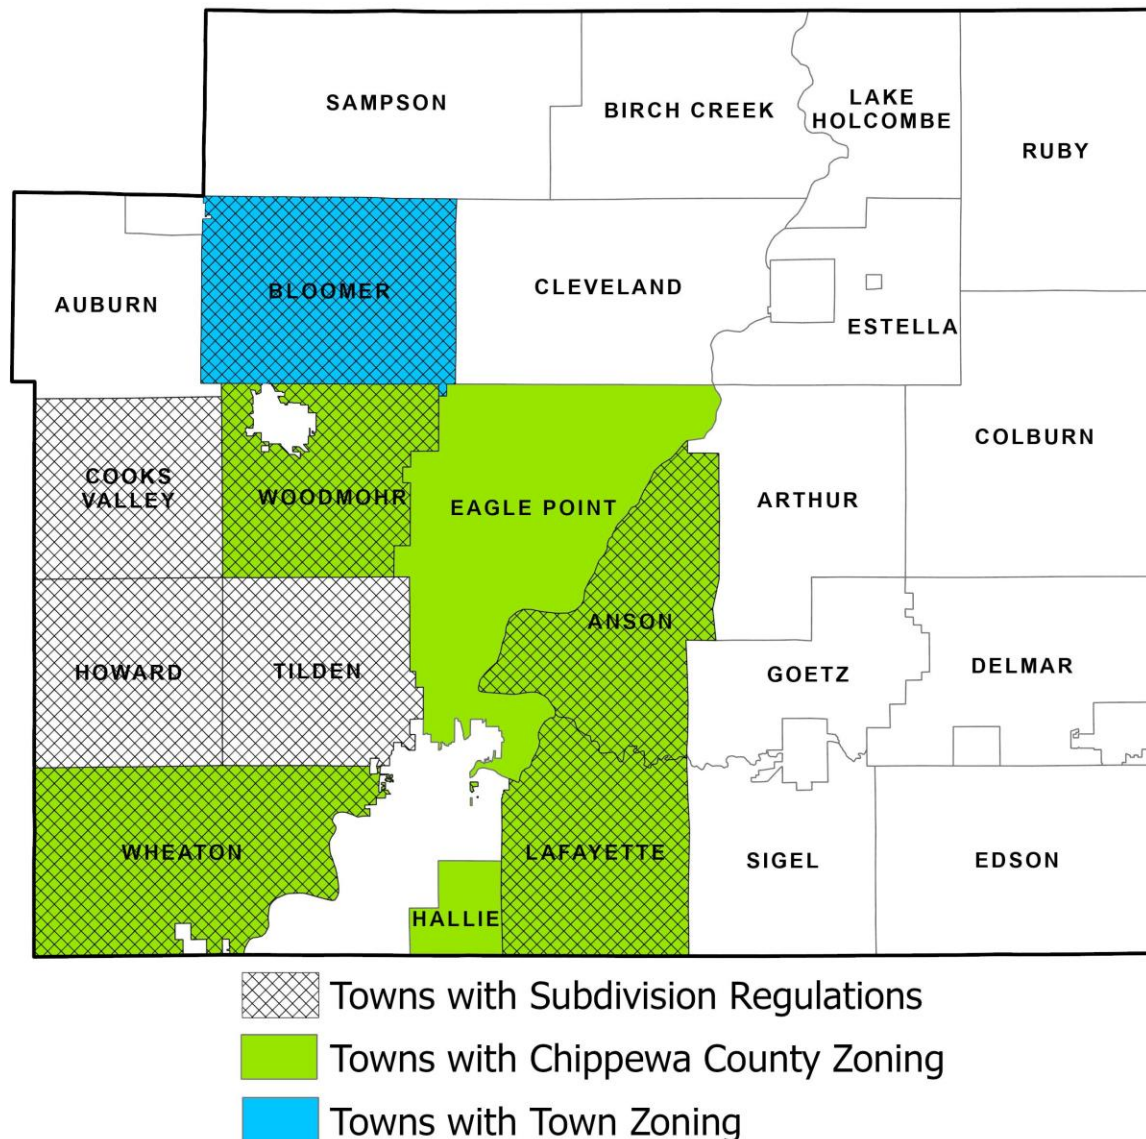 SAMPSON
BIRCH CREEK
LAKE
HOLCOMBE
RUBY
AUBURN
BLOOMER
CLEVELAND
ESTELLA
COOKS
VALLEY
WOODMOHR
EAGLE POINT
ARTHUR
COLBURN
HOWARD
TILDEN
ANSON
GOETZ
DELMAR
WHEATON
HALLIE
LAFAYETTE
SIGEL
EDSON
Towns with Subdivision Regulations
Towns with Chippewa County Zoning
Towns with Town Zoning